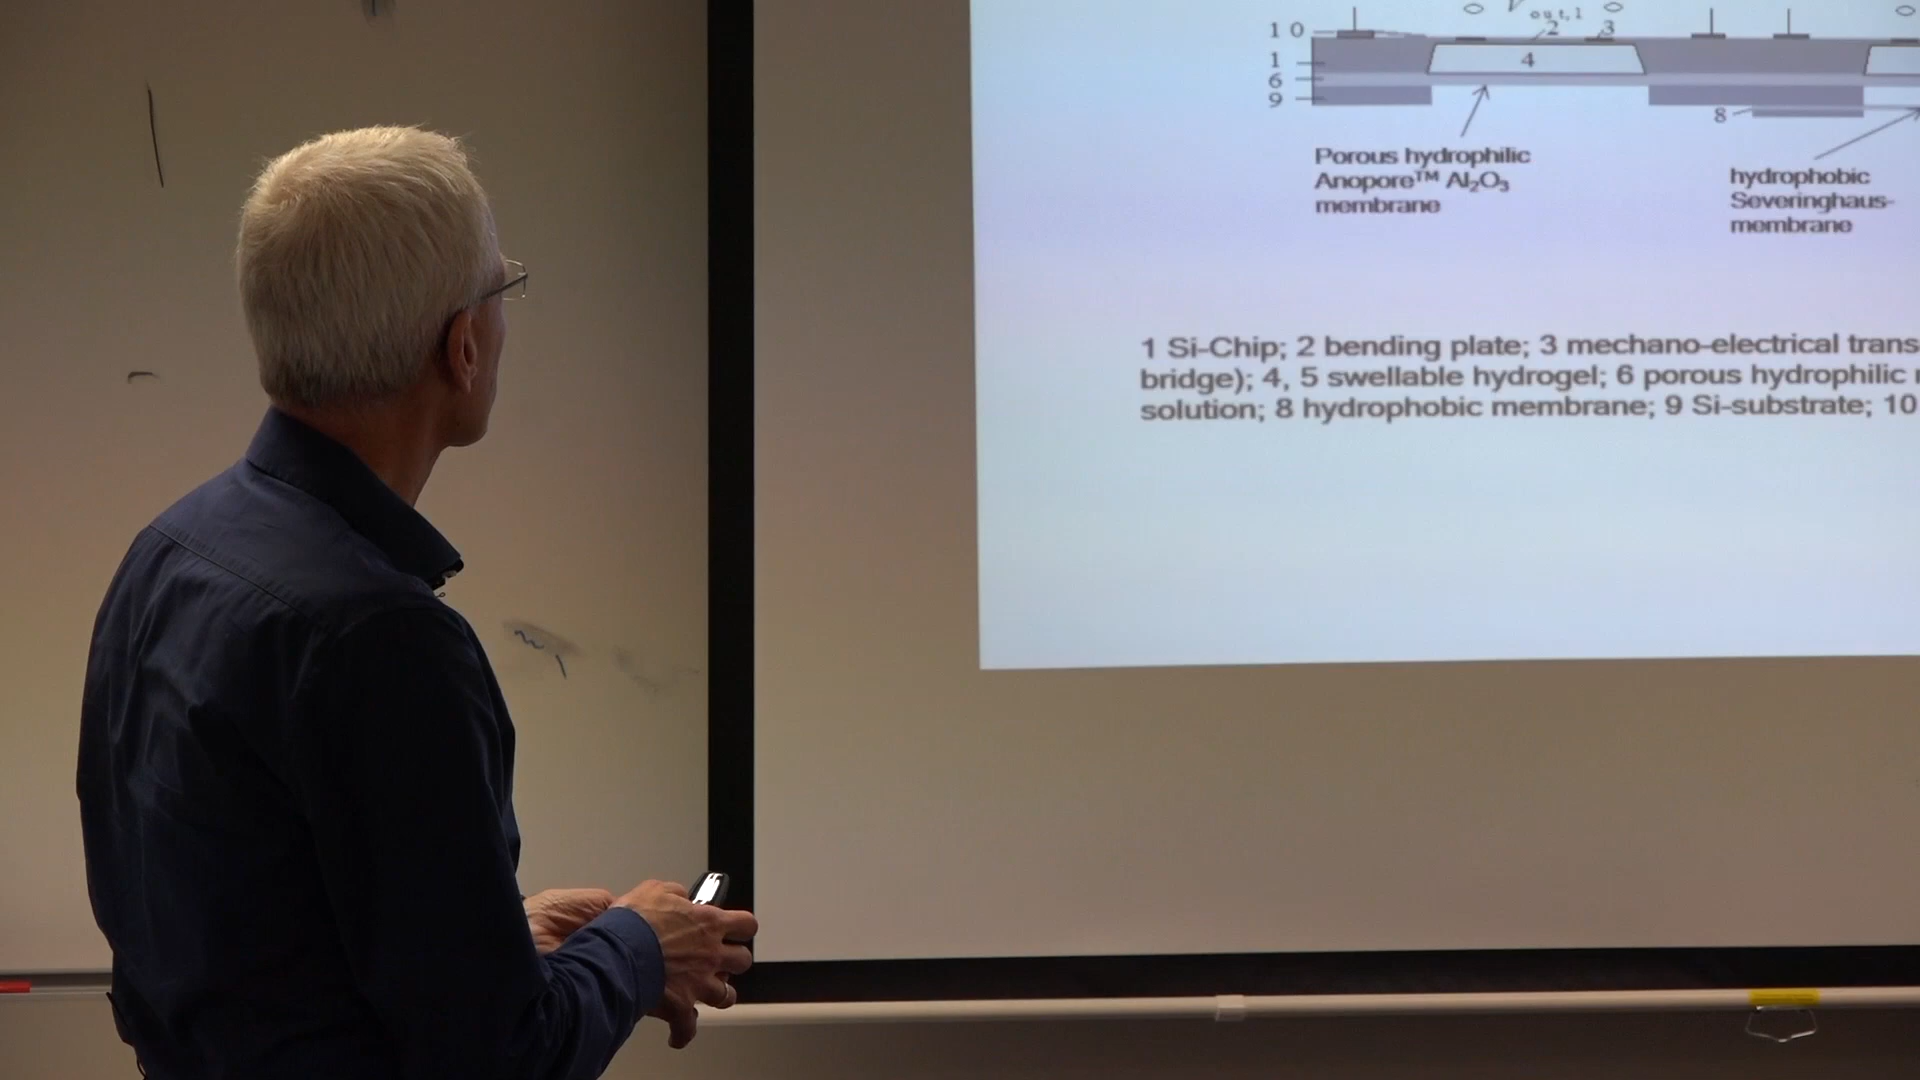 V out,1
10
2
3
1
4
6
9
8
Porous hydrophilic
Anopore™ Al₂O₃
membrane
hydrophobic
Severinghaus-
membrane
1 Si-Chip; 2 bending plate; 3 mechano-electrical trans
bridge); 4, 5 swellable hydrogel; 6 porous hydrophilic
solution; 8 hydrophobic membrane; 9 Si-substrate; 10